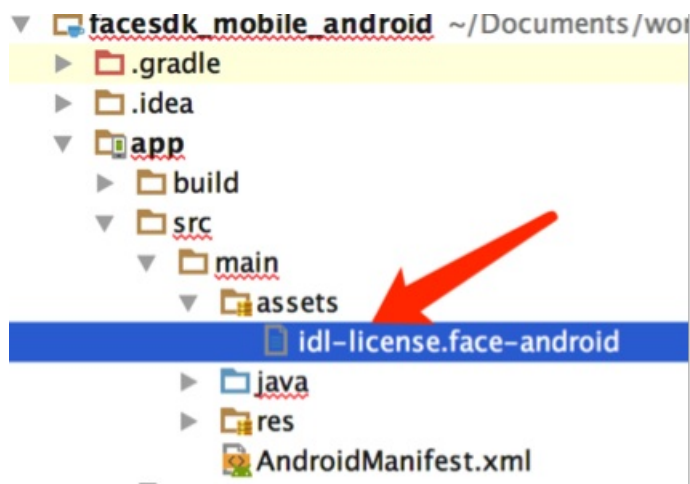 facesdk_mobile_android ~/Documents/wor
.gradle
.idea
app
build
src
main
assets
idl-license.face-android
java
res
AndroidManifest.xml